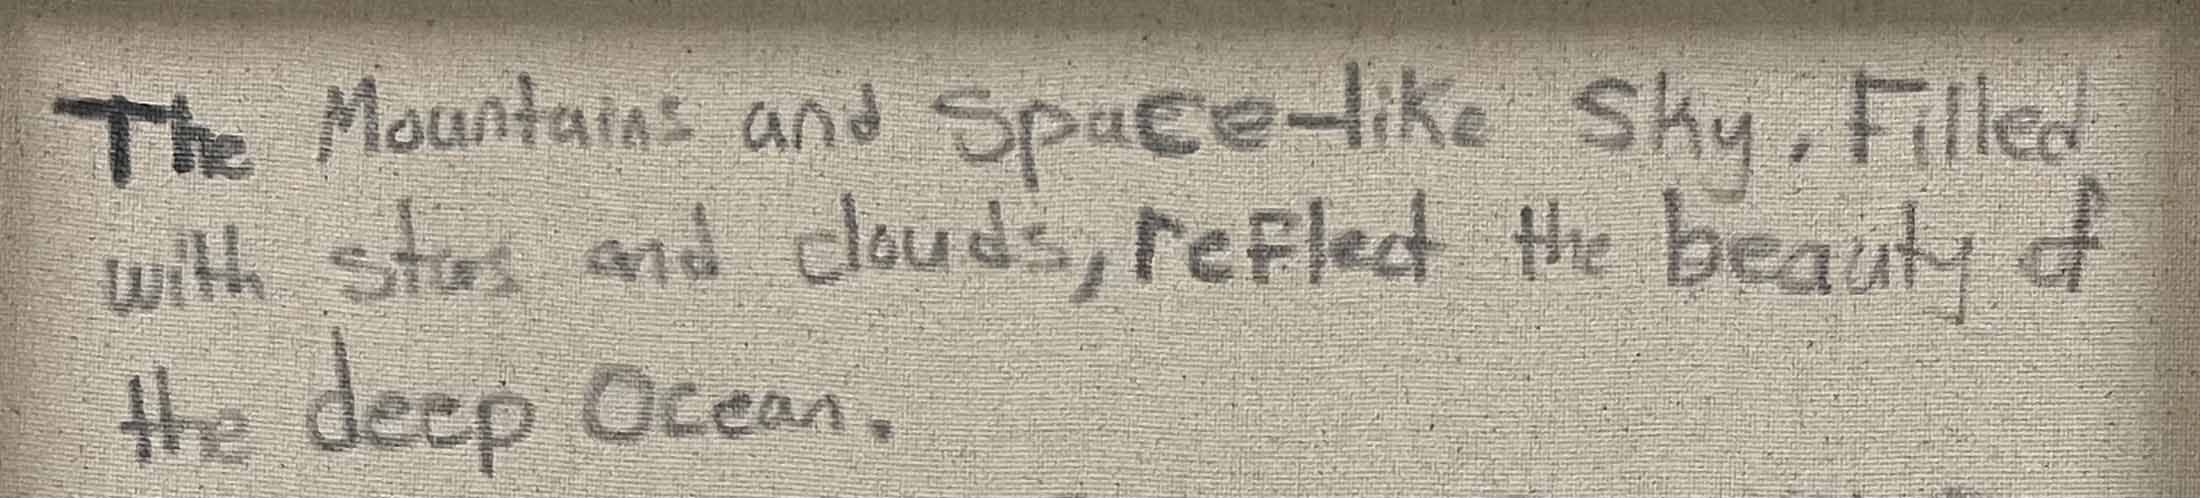 The Mountains and Space-like Sky, Filled
with stars and clouds, reflect the beauty of
the deep Ocean.